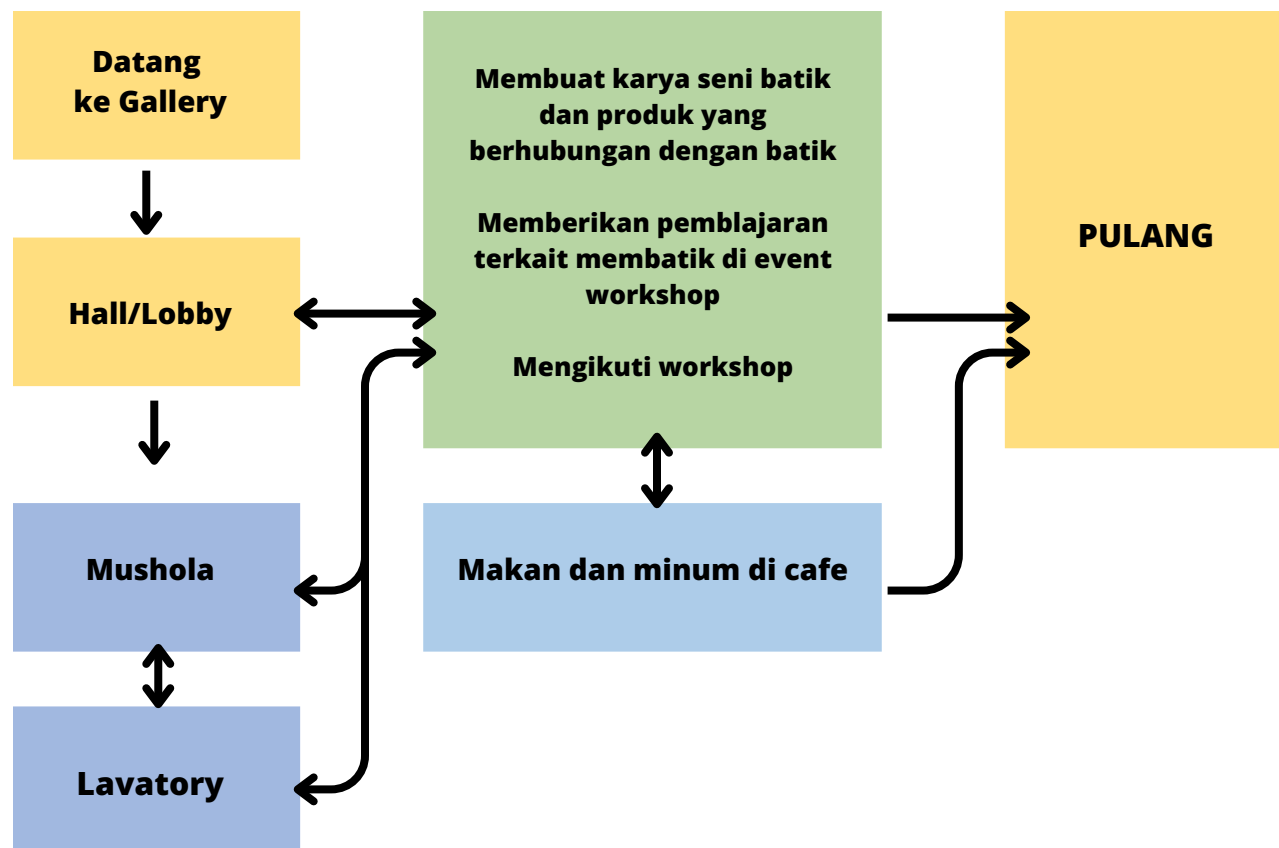 Datang
ke Gallery
Hall/Lobby
Mushola
Lavatory
Membuat karya seni batik
dan produk yang
berhubungan dengan batik
Memberikan pemblajaran
terkait membatik di event
workshop
Mengikuti workshop
Makan dan minum di cafe
PULANG